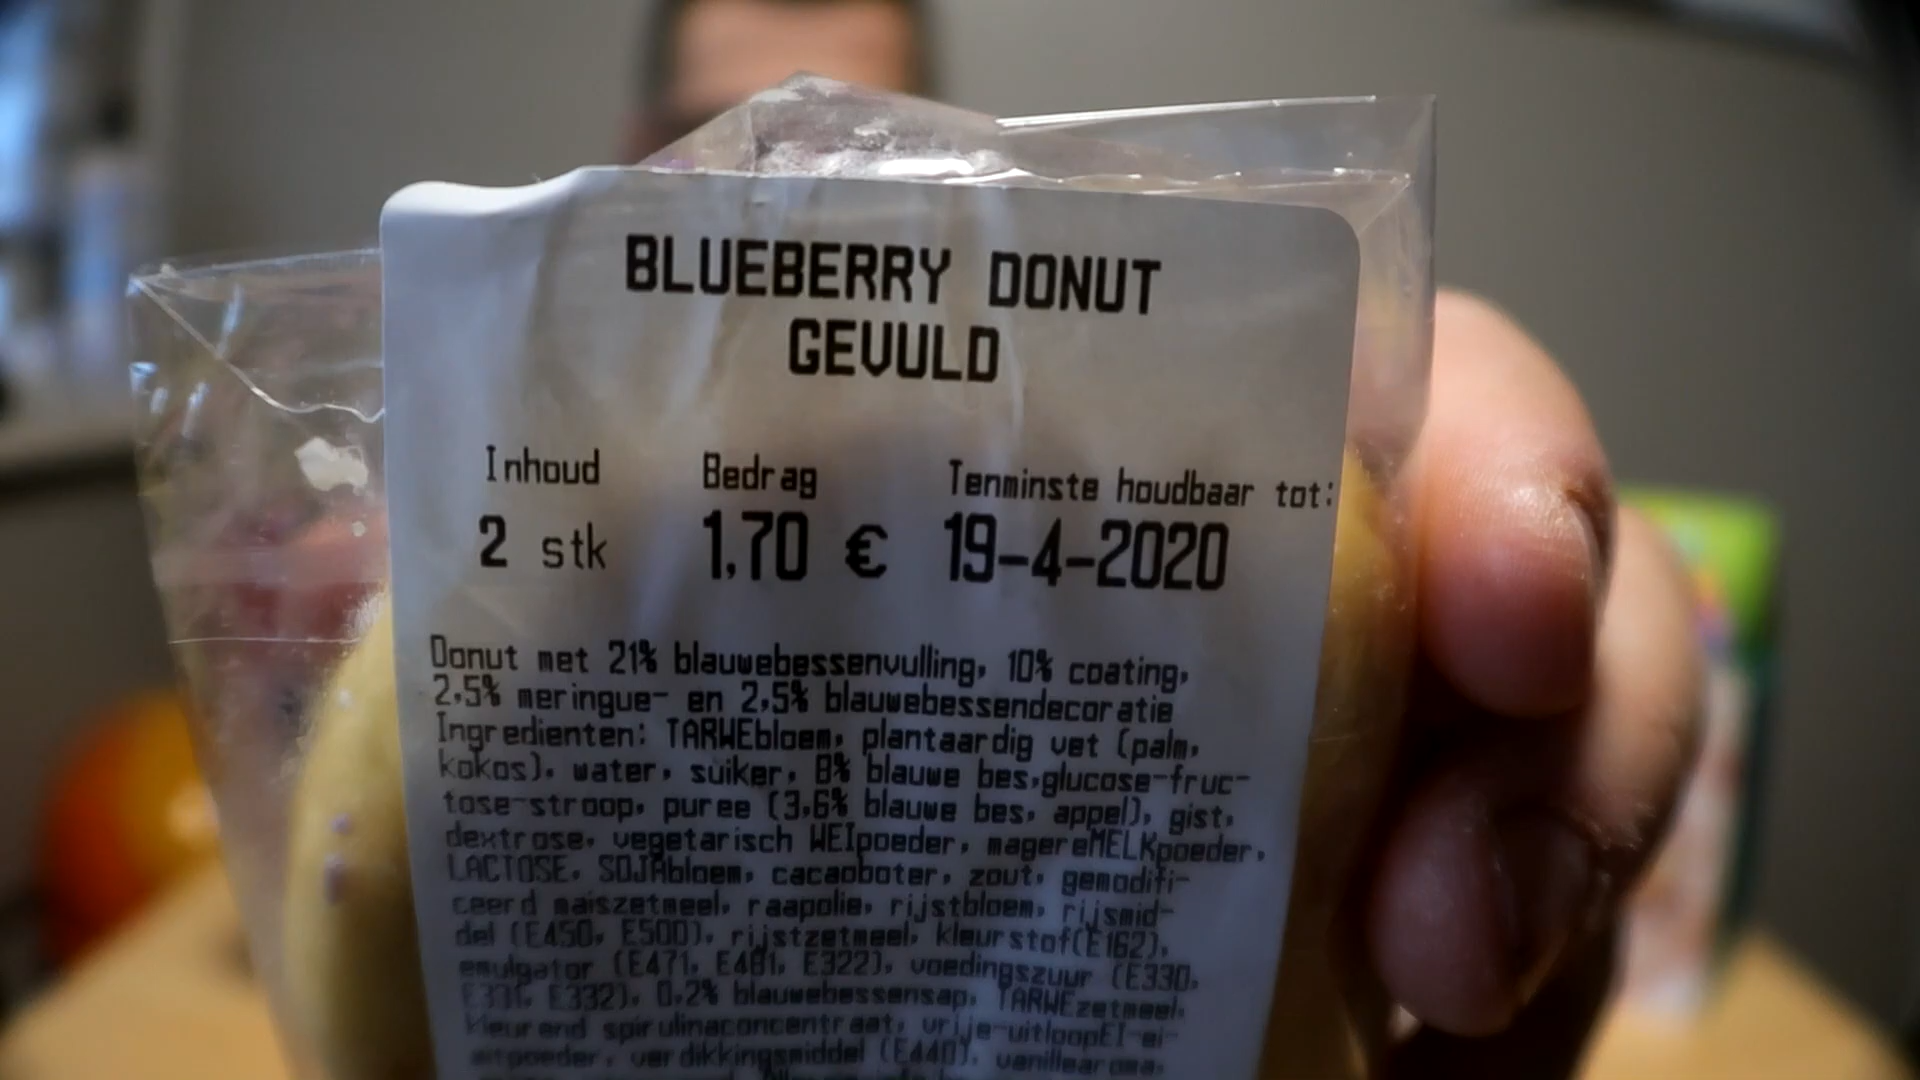 BLUEBERRY DONUT
GEVULD
Inhoud Bedrag Tenminste houdbaar tot:
2 stk 1,70 € 19-4-2020
Donut met 21% blauwebessenvulling, 10% coating,
2,5% meringue- en 2,5% blauwebessendecoratie
Ingredienten: TARWEbloem, plantaardig vet (palm,
kokos), water, suiker, 8% blauwe bes,glucose-fruc-
tose-stroop, puree (3,6% blauwe bes, appel), gist,
dextrose, vegetarisch WEIpoeder, magereMELKpoeder,
LACTOSE, SOJAbloem, cacaoboter, zout, gemodifi-
ceerd maiszetmeel, raapolie, rijstbloem, rijsmid-
del (E450, E500), rijstzetmeel, kleurstof(E162),
emulgator (E471, E481, E322), voedingszuur (E330,
E331, E332), 0,2% blauwebessensap, TARWEzetmeel,
kleurend spirulinaconcentraat, vrije-uitloopEI-ei-
witpoeder, verdikkingsmiddel (E440), vanillearoma,